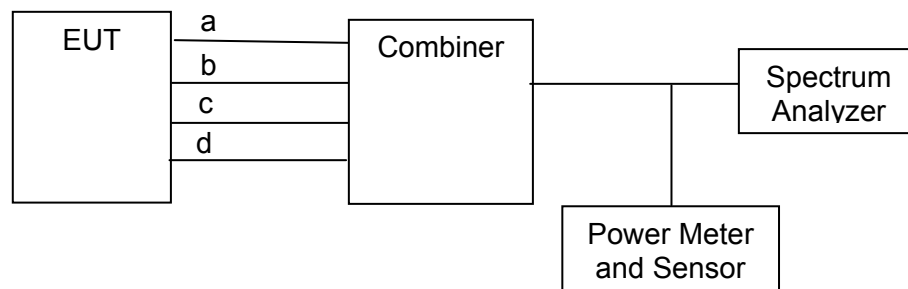 EUT
a
b
c
d
Combiner
Spectrum
Analyzer
Power Meter
and Sensor